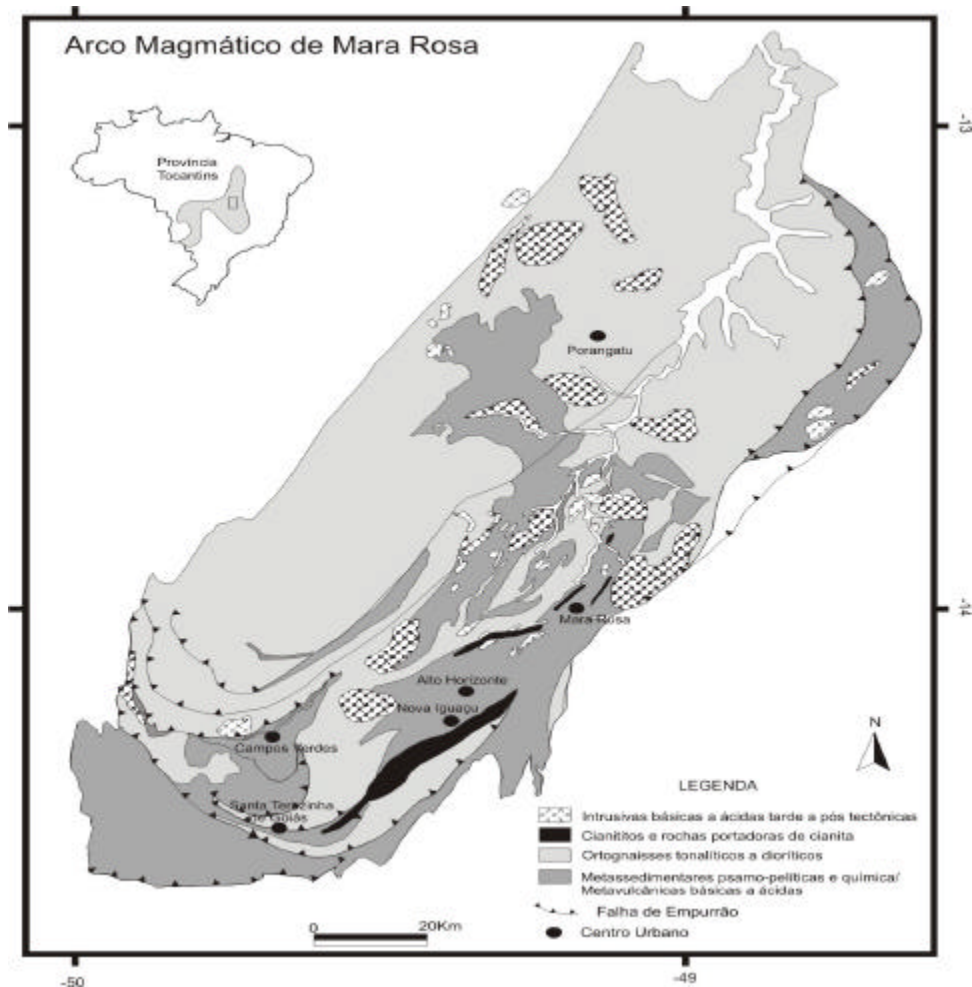 Arco Magmático de Mara Rosa
Província
Tocantins
-13
Porangatu
-14
Mara Rosa
Alto Horizonte
Nova Iguaçu
Campos Verdes
Santa Terezinha
de Goiás
N
LEGENDA
Intrusivas básicas a ácidas tarde a pós tectônicas
Cianititos e rochas portadoras de cianita
Ortognaisses tonalíticos a dioríticos
Metassedimentares psamo-pelíticas e química/
Metavulcânicas básicas a ácidas
Falha de Empurrão
Centro Urbano
0 20Km
-50 -49